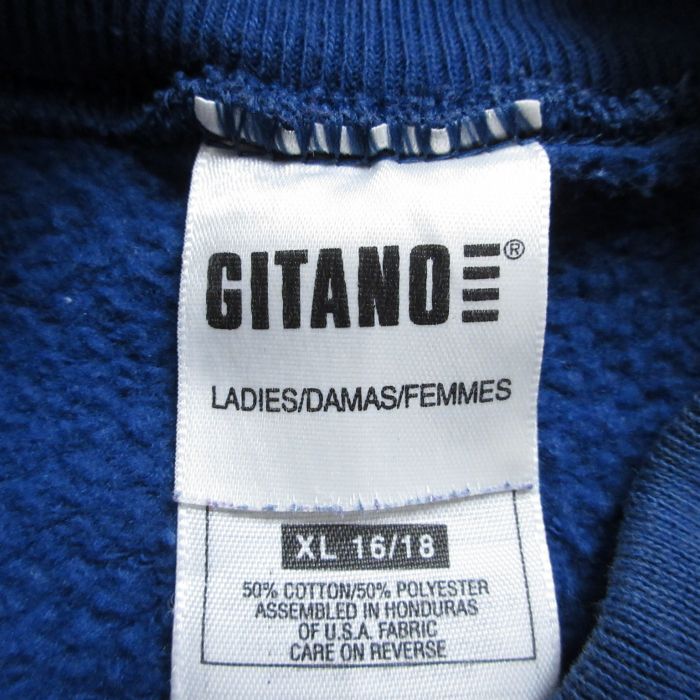 GITANO®
LADIES/DAMAS/FEMMES
XL 16/18
50% COTTON/50% POLYESTER
ASSEMBLED IN HONDURAS
OF U.S.A. FABRIC
CARE ON REVERSE